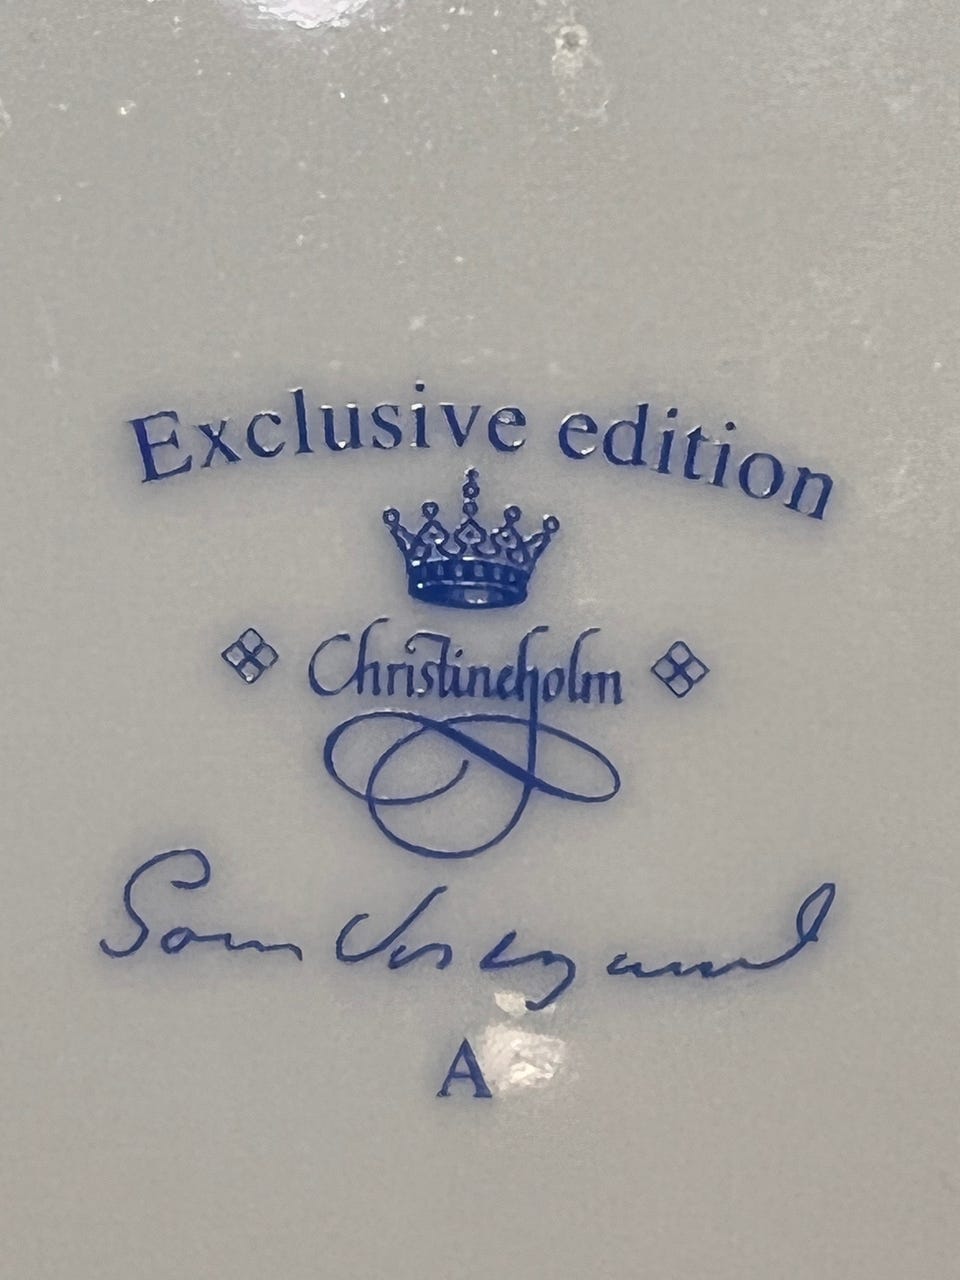 Exclusive edition
Christineholm
A